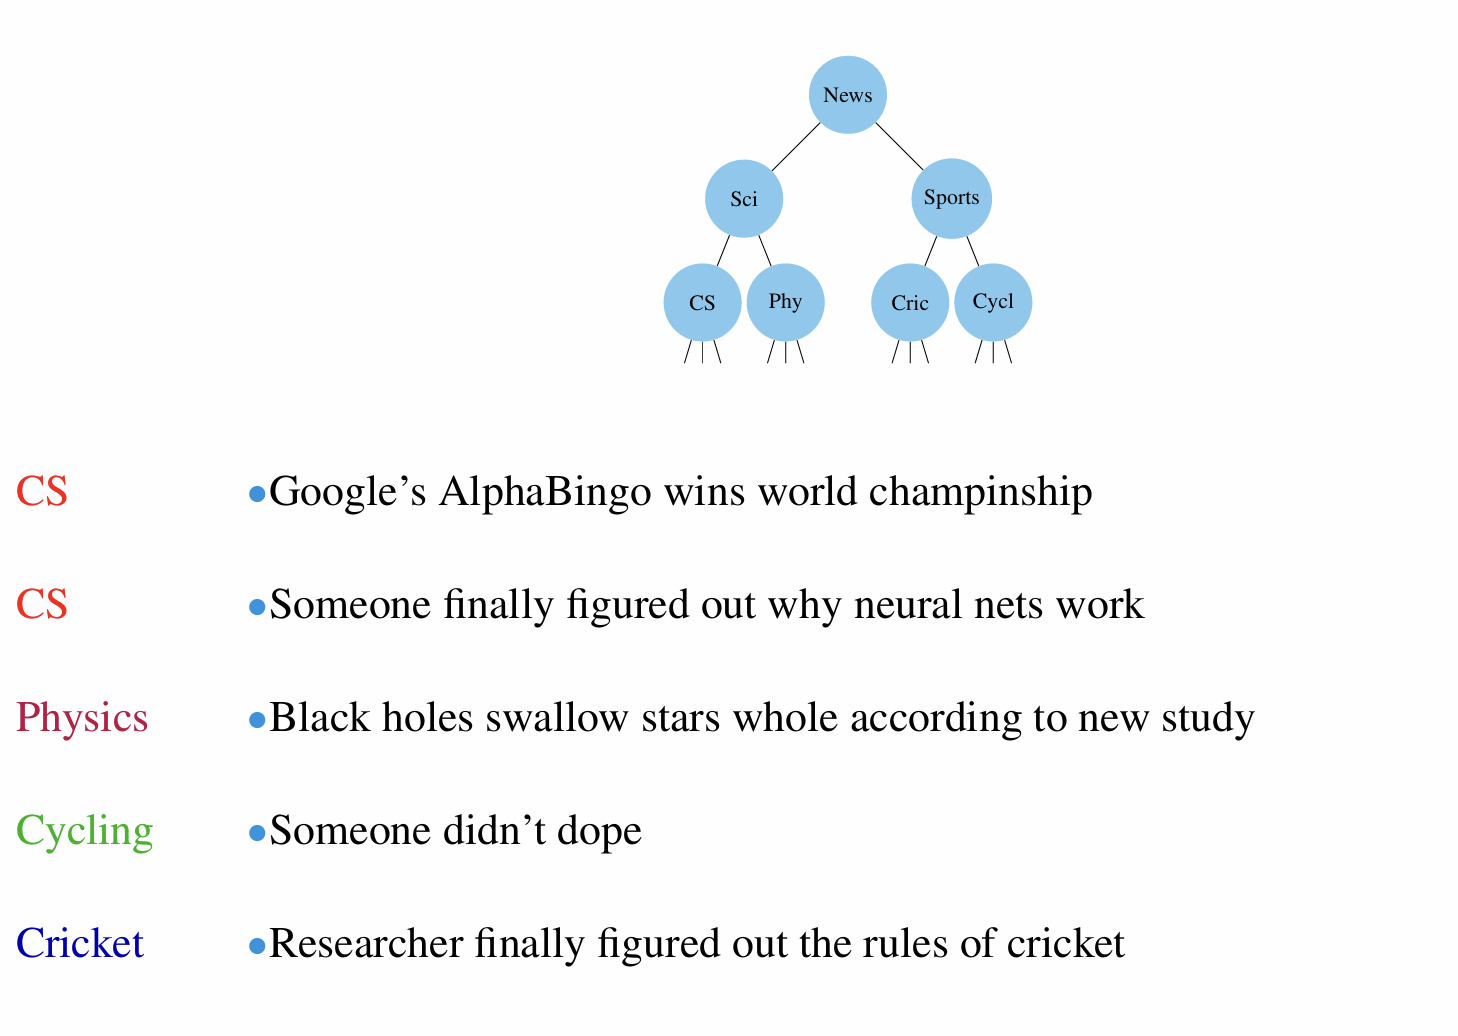 News
Sci Sports
CS Phy Cric Cycl
CS •Google's AlphaBingo wins world champinship
CS •Someone finally figured out why neural nets work
Physics •Black holes swallow stars whole according to new study
Cycling •Someone didn't dope
Cricket •Researcher finally figured out the rules of cricket